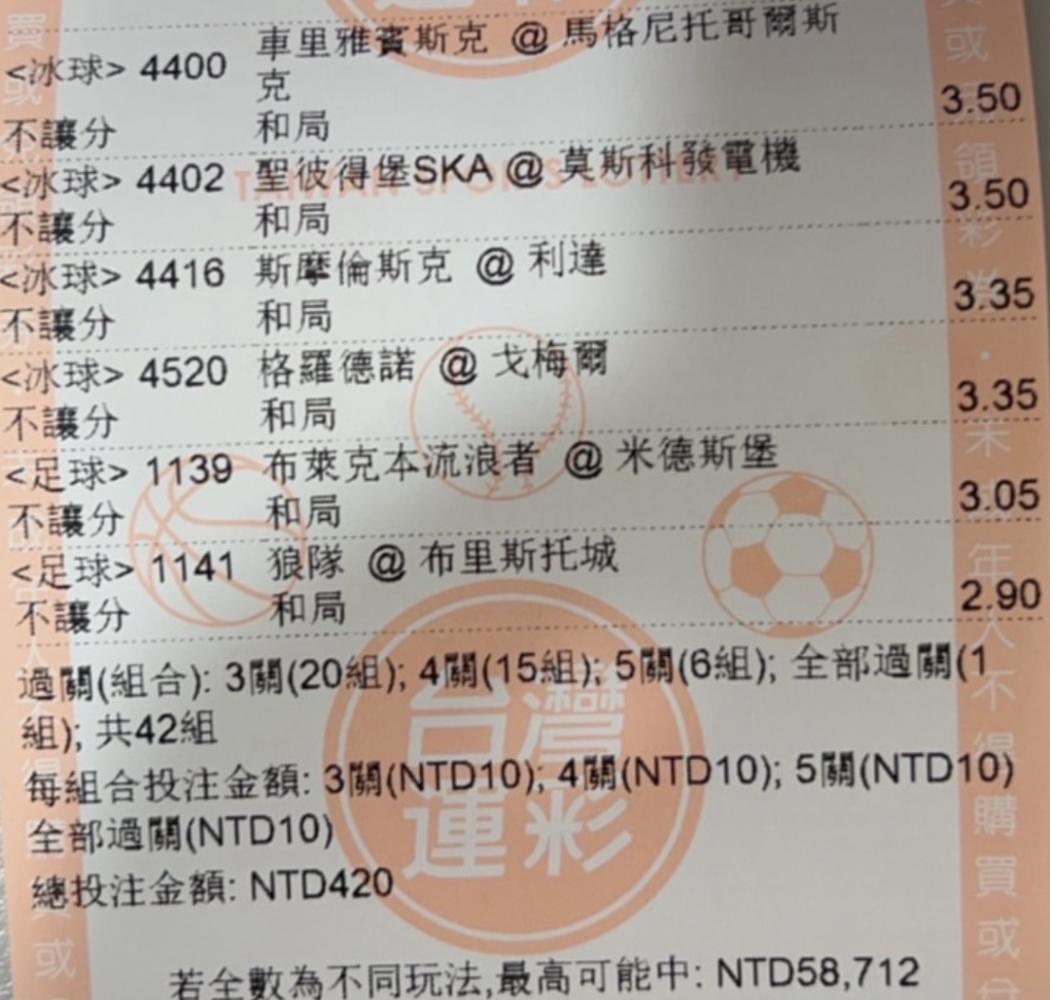 車里雅賓斯克 @ 馬格尼托哥爾斯
<冰球> 4400
克
3.50
不讓分 和局
<冰球> 4402 聖彼得堡SKA @ 莫斯科發電機
3.50
不讓分 和局
<冰球> 4416 斯摩倫斯克 @ 利達
3.35
不讓分 和局
<冰球> 4520 格羅德諾 @ 戈梅爾
3.35
不讓分 和局
<足球> 1139 布萊克本流浪者 @ 米德斯堡
3.05
不讓分 和局
<足球> 1141 狼隊 @ 布里斯托城
2.90
不讓分 和局
過關(組合): 3關(20組); 4關(15組); 5關(6組); 全部過關(1
組); 共42組
每組合投注金額: 3關(NTD10); 4關(NTD10); 5關(NTD10)
全部過關(NTD10)
總投注金額: NTD420
若全數為不同玩法,最高可能中: NTD58,712
台灣
運彩
TAIWAN SPORTS LOTTERY